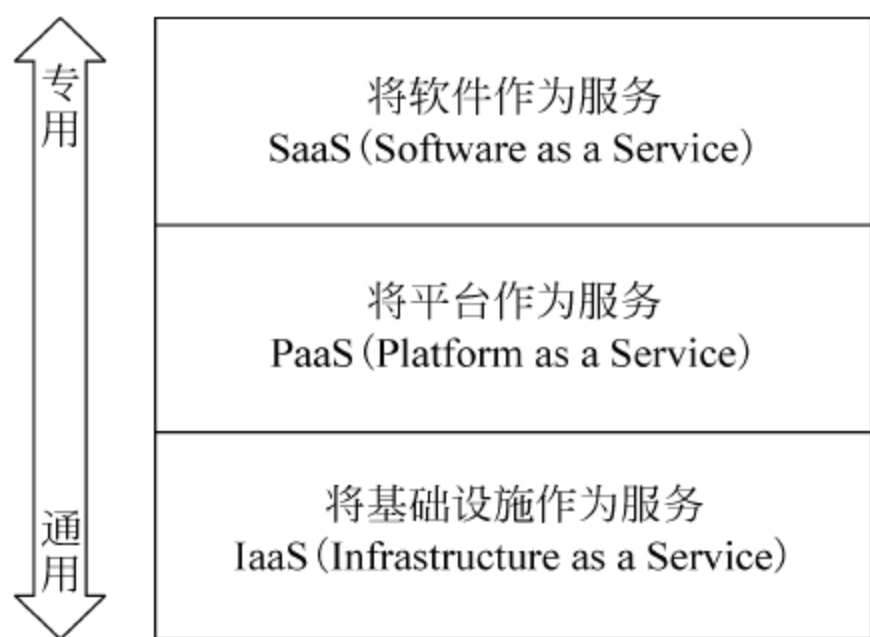 专用
将软件作为服务
SaaS(Software as a Service)
将平台作为服务
PaaS(Platform as a Service)
通用
将基础设施作为服务
IaaS(Infrastructure as a Service)